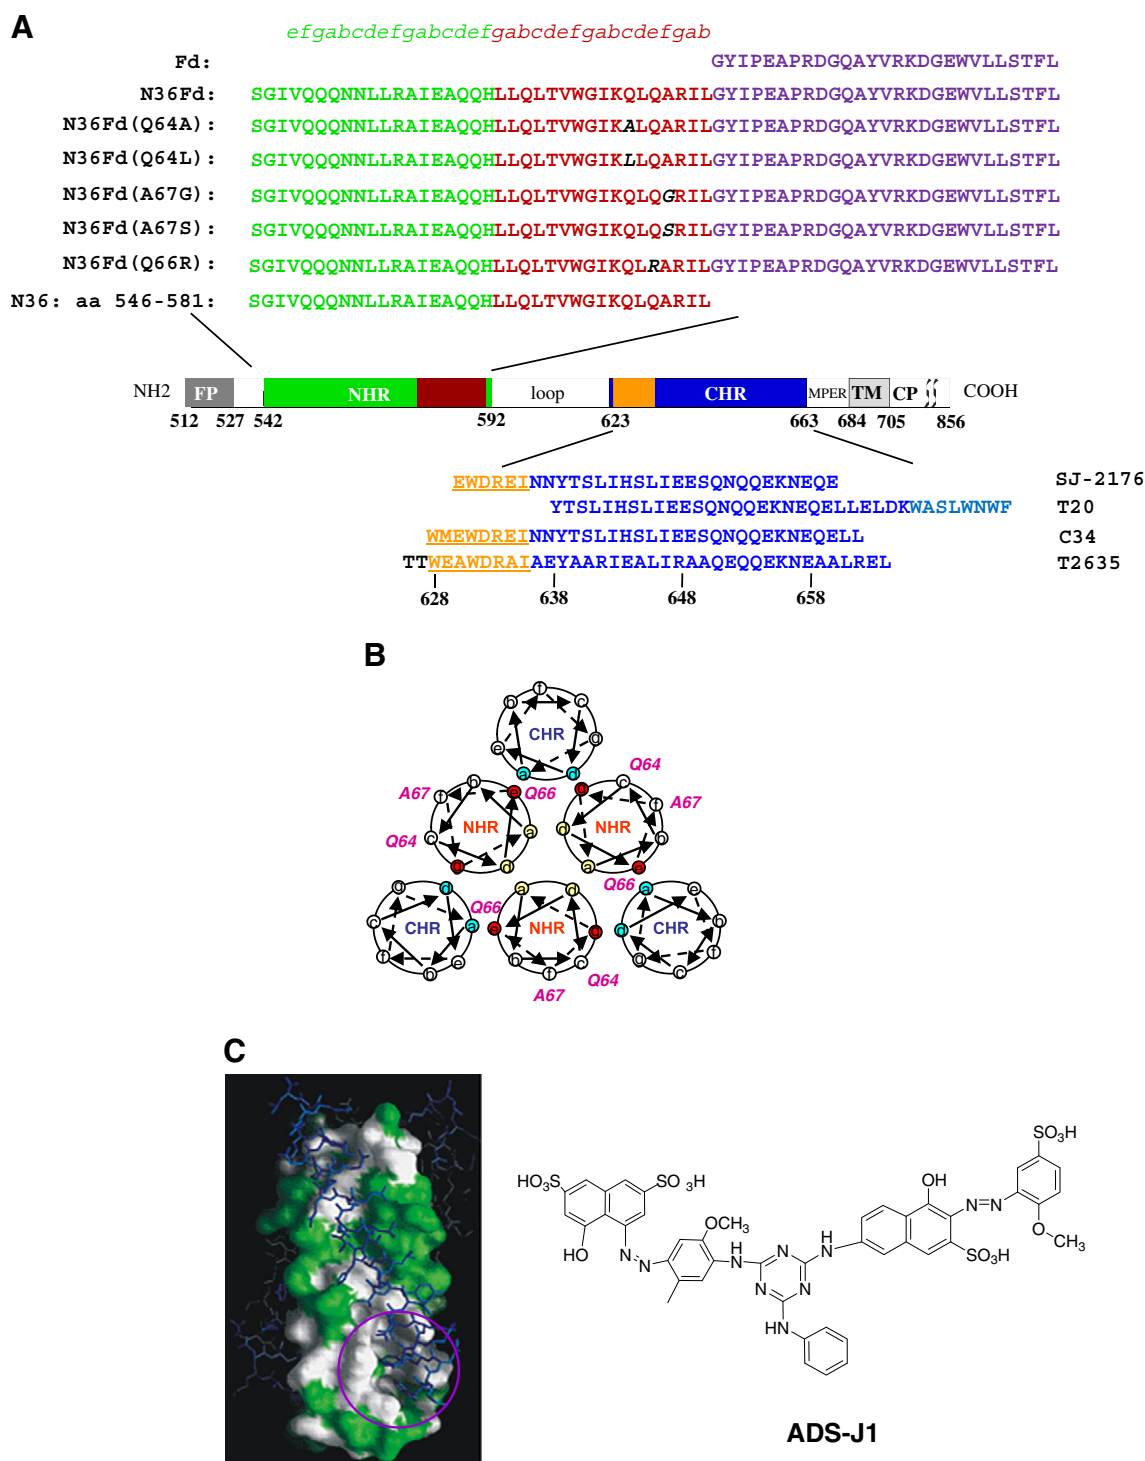 A
efgabcdefgabcdefgabcdefgabcdefgab
Fd: GYIPEAPRDGQAYVRKDGEWVLLSTFL
N36Fd: SGIVQQQNNLLRAIEAQQHLLQLTVWGIKQLQARILGYIPEAPRDGQAYVRKDGEWVLLSTFL
N36Fd(Q64A): SGIVQQQNNLLRAIEAQQHLLQLTVWGIKALQARILGYIPEAPRDGQAYVRKDGEWVLLSTFL
N36Fd(Q64L): SGIVQQQNNLLRAIEAQQHLLQLTVWGIKLLQARILGYIPEAPRDGQAYVRKDGEWVLLSTFL
N36Fd(A67G): SGIVQQQNNLLRAIEAQQHLLQLTVWGIKQLQGRILGYIPEAPRDGQAYVRKDGEWVLLSTFL
N36Fd(A67S): SGIVQQQNNLLRAIEAQQHLLQLTVWGIKQLQSRILGYIPEAPRDGQAYVRKDGEWVLLSTFL
N36Fd(Q66R): SGIVQQQNNLLRAIEAQQHLLQLTVWGIKQLRARILGYIPEAPRDGQAYVRKDGEWVLLSTFL
N36: aa 546-581: SGIVQQQNNLLRAIEAQQHLLQLTVWGIKQLQARIL
NH2 FP NHR loop CHR MPER TM CP COOH
512 527 542 592 623 663 684 705 856
EWDREINNYTSLIHSLIEESQNQQEKNEQE SJ-2176
YTSLIHSLIEESQNQQEKNEQELLELDKWASLWNWF T20
WMEWDREINNYTSLIHSLIEESQNQQEKNEQELL C34
TTWEAWDRAIAEYAARIEALIRAAQEQQEKNEAALREL T2635
628 638 648 658
B
f
b c
CHR
e g
a d
Q64
A67 f b e Q66 g c f A67
NHR a d NHR
Q64 c b
g d a e
Q66
g d Q66 a d a e
c CHR a e NHR g d CHR b
f b e b f c g c f
Q64
A67
C
SO3H
HO3S SO 3H OH N=N
OCH3 O CH3
HO N=N H N NH SO3H
N H N N
HN
ADS-J1